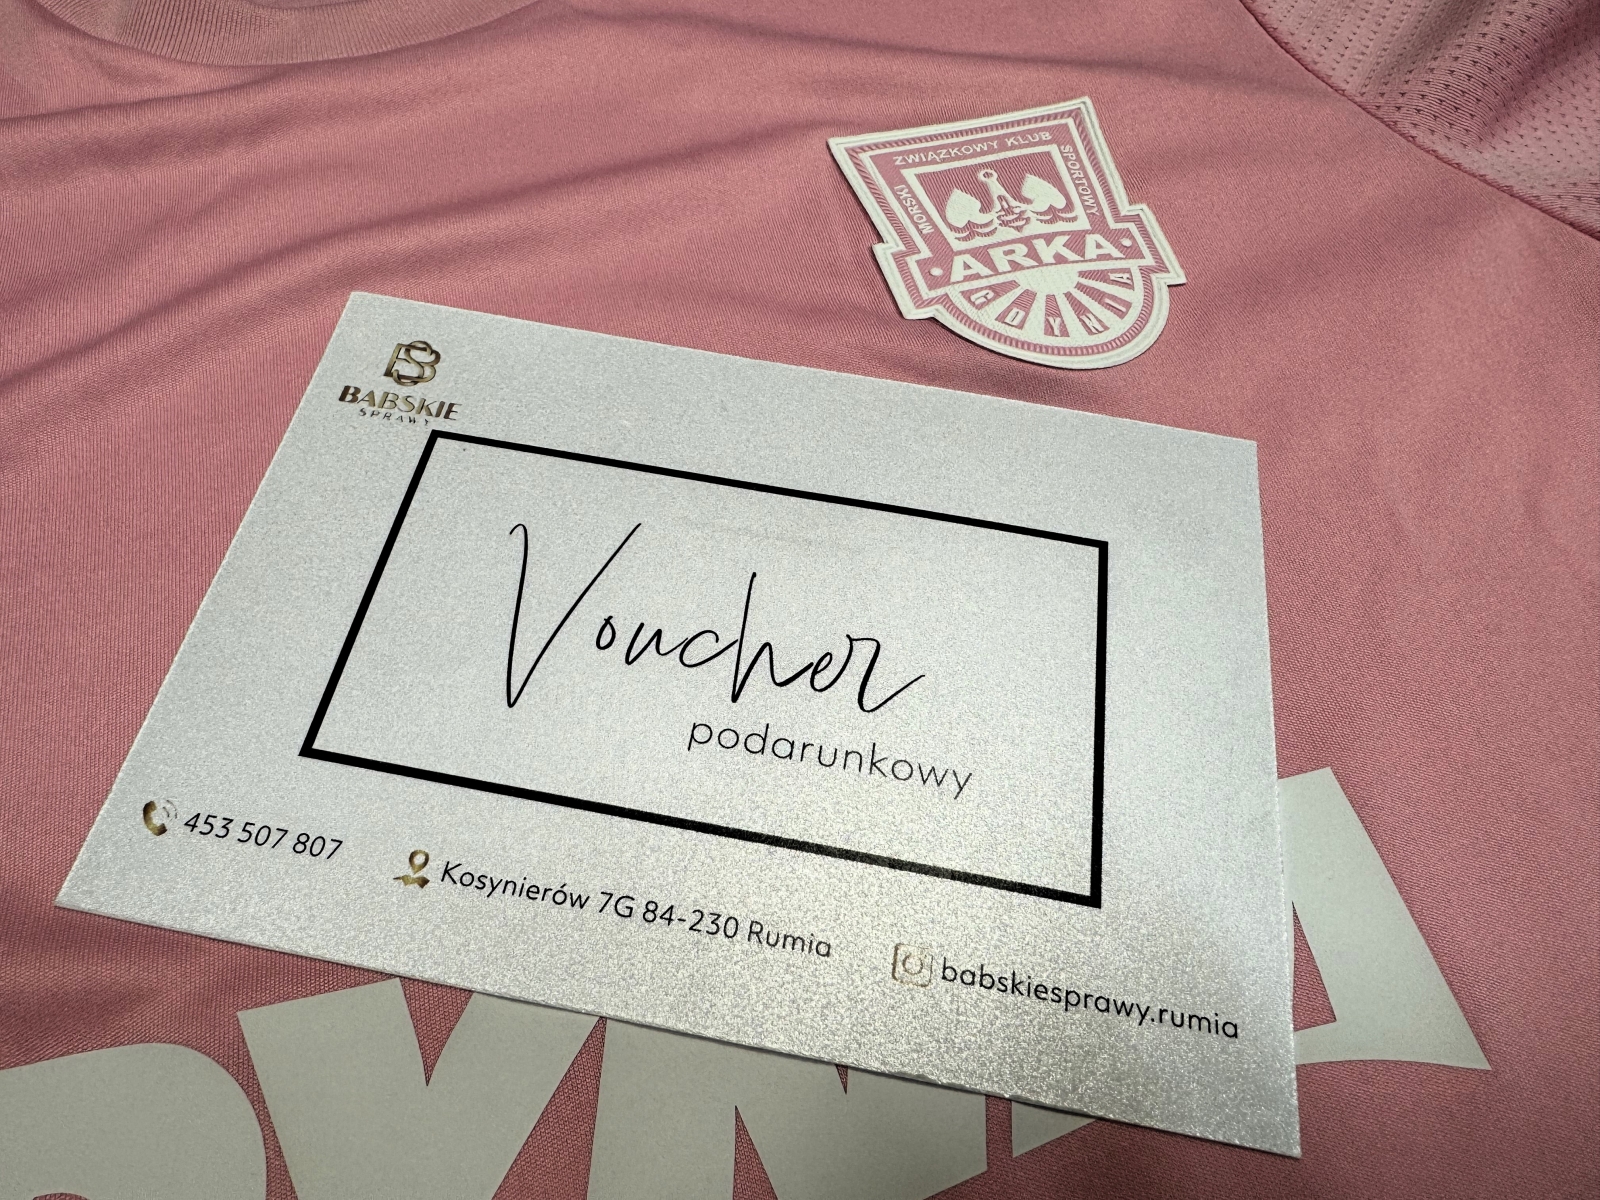 ZWIĄZKOWY KLUB
MORSKI
SPORTOWY
ARKA
GDYNIA
BS
BABSKIE
SPRAWY
Voucher
podarunkowy
453 507 807
Kosynierów 7G 84-230 Rumia
babskiesprawy.rumia